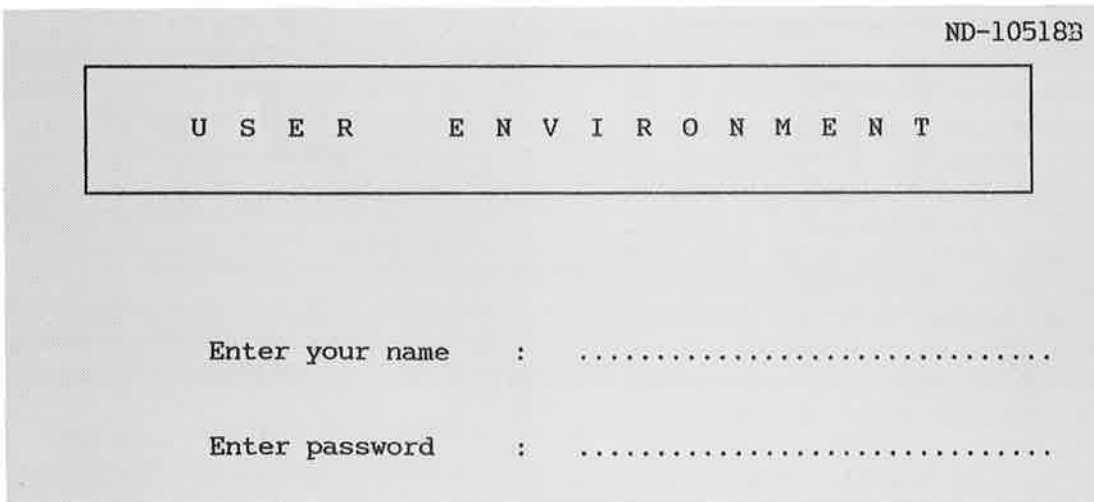 ND-10518B
U S E R   E N V I R O N M E N T
Enter your name : ...............................
Enter password : ...............................